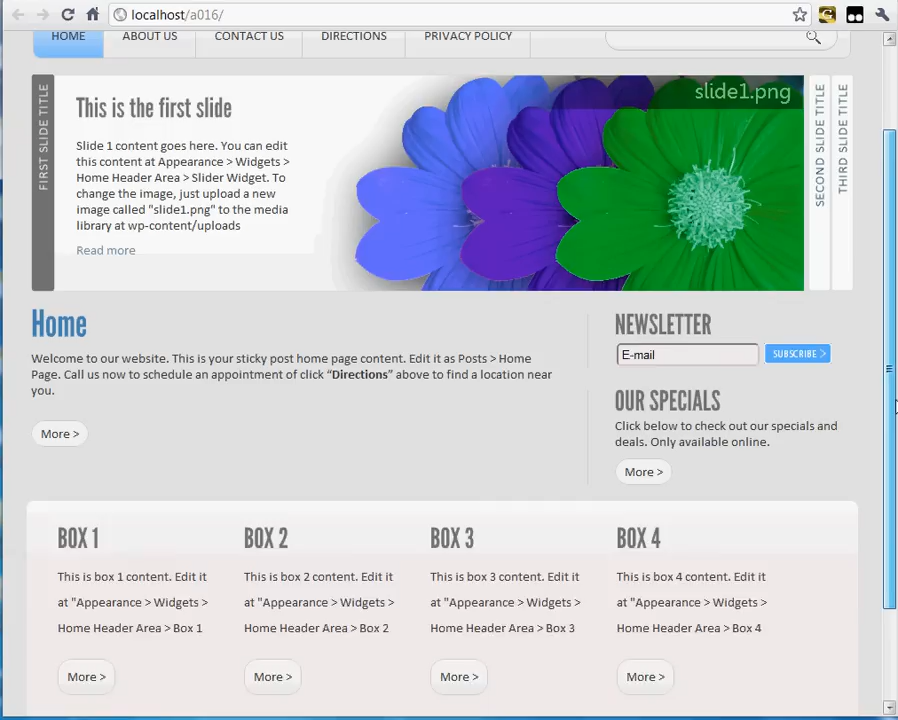 localhost/a016/
HOME
ABOUT US
CONTACT US
DIRECTIONS
PRIVACY POLICY
FIRST SLIDE TITLE
This is the first slide
Slide 1 content goes here. You can edit
this content at Appearance > Widgets >
Home Header Area > Slider Widget. To
change the image, just upload a new
image called "slide1.png" to the media
library at wp-content/uploads
Read more
slide1.png
SECOND SLIDE TITLE
THIRD SLIDE TITLE
Home
Welcome to our website. This is your sticky post home page content. Edit it as Posts > Home
Page. Call us now to schedule an appointment of click “Directions” above to find a location near
you.
More >
NEWSLETTER
E-mail
SUBSCRIBE >
OUR SPECIALS
Click below to check out our specials and
deals. Only available online.
More >
BOX 1
This is box 1 content. Edit it
at "Appearance > Widgets >
Home Header Area > Box 1
More >
BOX 2
This is box 2 content. Edit it
at "Appearance > Widgets >
Home Header Area > Box 2
More >
BOX 3
This is box 3 content. Edit it
at "Appearance > Widgets >
Home Header Area > Box 3
More >
BOX 4
This is box 4 content. Edit it
at "Appearance > Widgets >
Home Header Area > Box 4
More >